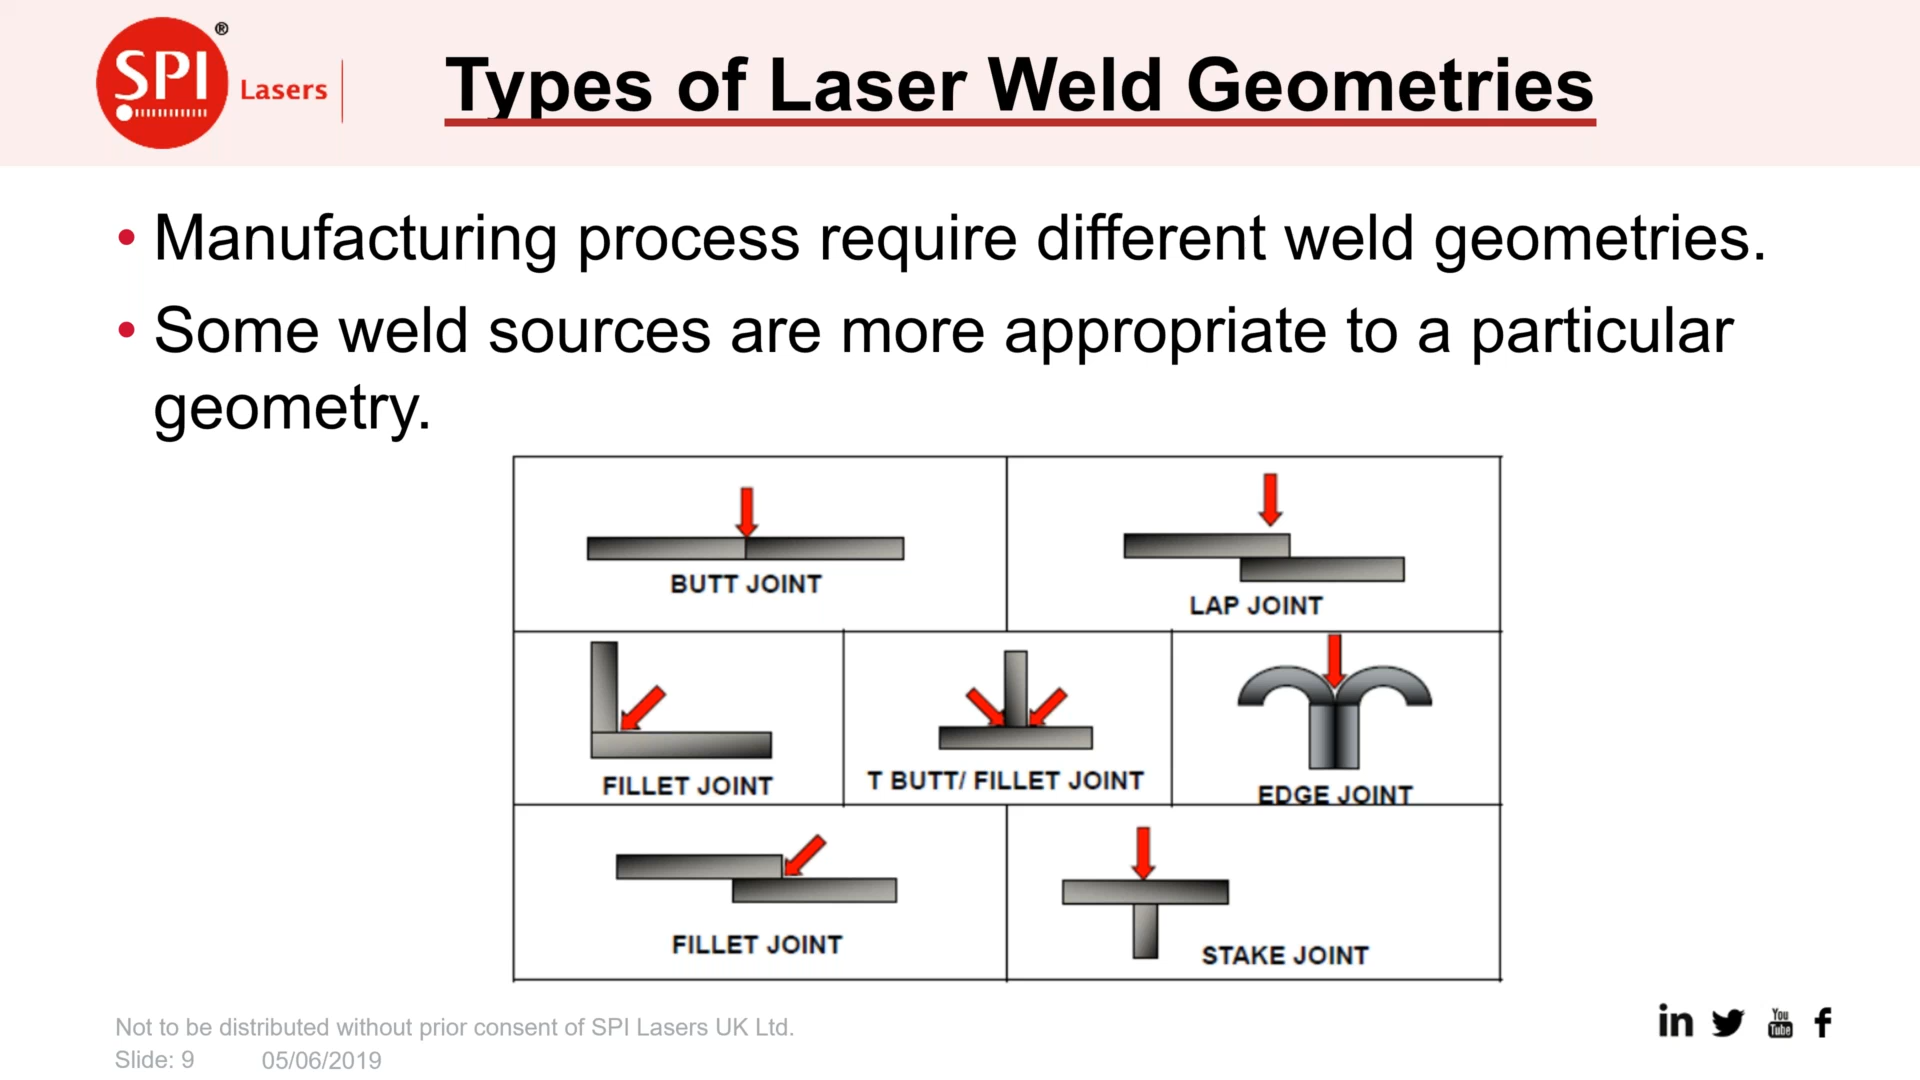 SPI® Lasers
Types of Laser Weld Geometries
• Manufacturing process require different weld geometries.
• Some weld sources are more appropriate to a particular
geometry.
BUTT JOINT
LAP JOINT
FILLET JOINT
T BUTT/ FILLET JOINT
EDGE JOINT
FILLET JOINT
STAKE JOINT
Not to be distributed without prior consent of SPI Lasers UK Ltd.
Slide: 9 05/06/2019
in You Tube f